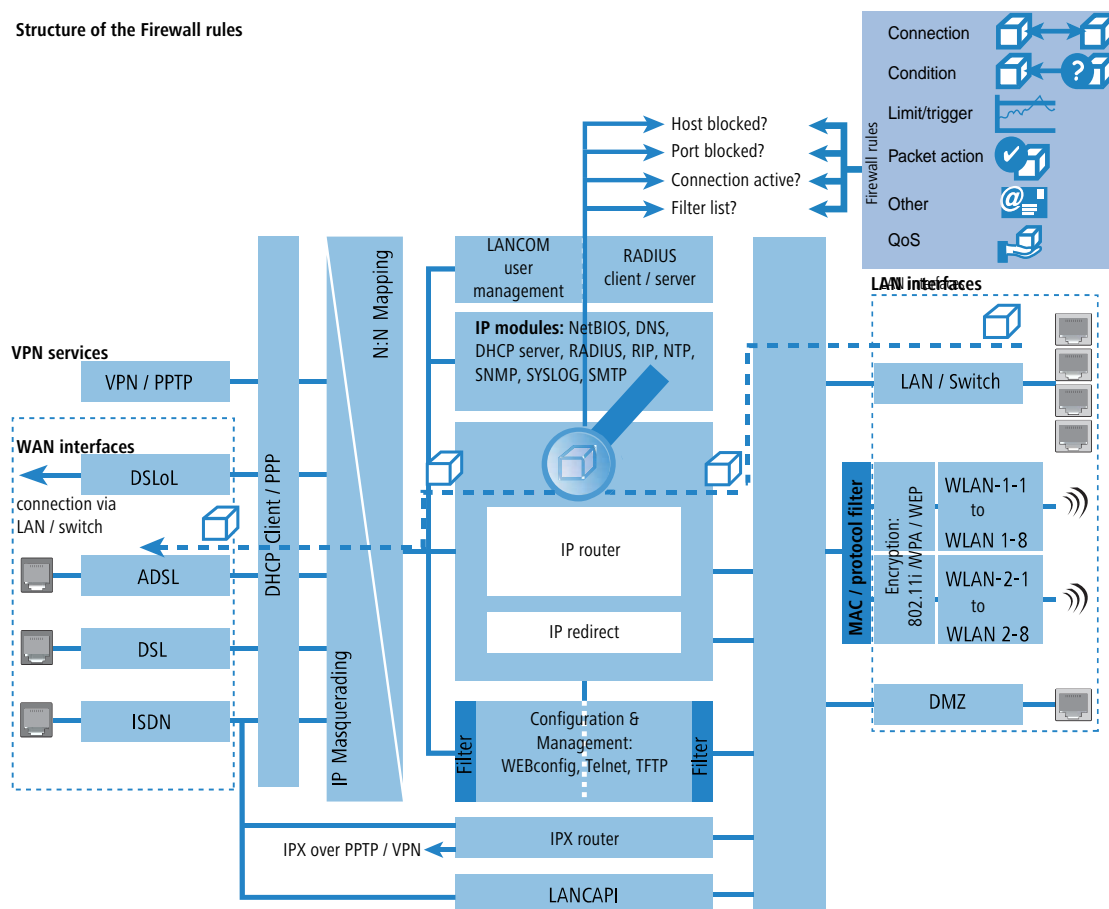 Structure of the Firewall rules
Connection
Condition
Limit/trigger
Packet action
Other
QoS
Firewall rules
Host blocked?
Port blocked?
Connection active?
Filter list?
LANCOM
user
management
RADIUS
client / server
IP modules: NetBIOS, DNS,
DHCP server, RADIUS, RIP, NTP,
SNMP, SYSLOG, SMTP
N:N Mapping
IP Masquerading
DHCP Client / PPP
VPN services
VPN / PPTP
WAN interfaces
DSLoL
connection via
LAN / switch
ADSL
DSL
ISDN
IP router
IP redirect
Filter
Configuration &
Management:
WEBconfig, Telnet, TFTP
Filter
IPX router
IPX over PPTP / VPN
LANCAPI
LAN interfaces
LAN interfaces
LAN / Switch
MAC / protocol filter
Encryption:
802.11i /WPA / WEP
WLAN-1-1
to
WLAN 1-8
WLAN-2-1
to
WLAN 2-8
DMZ